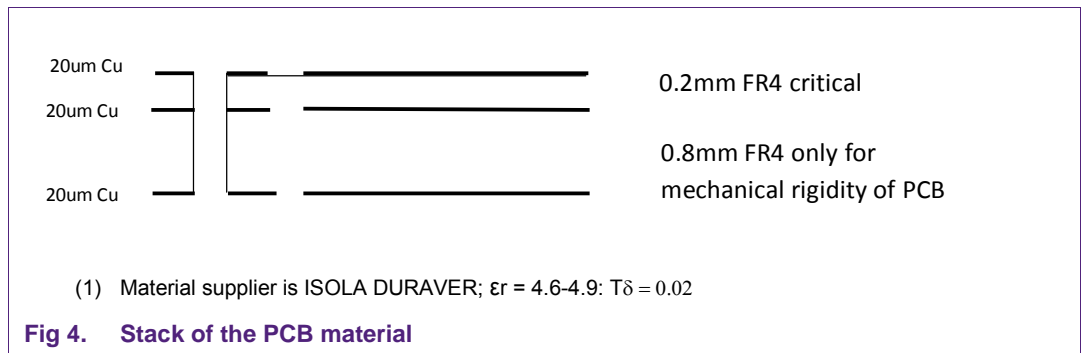 20um Cu
0.2mm FR4 critical
20um Cu
0.8mm FR4 only for
mechanical rigidity of PCB
20um Cu
(1) Material supplier is ISOLA DURAVER; εr = 4.6-4.9: Tδ = 0.02
Fig 4. Stack of the PCB material